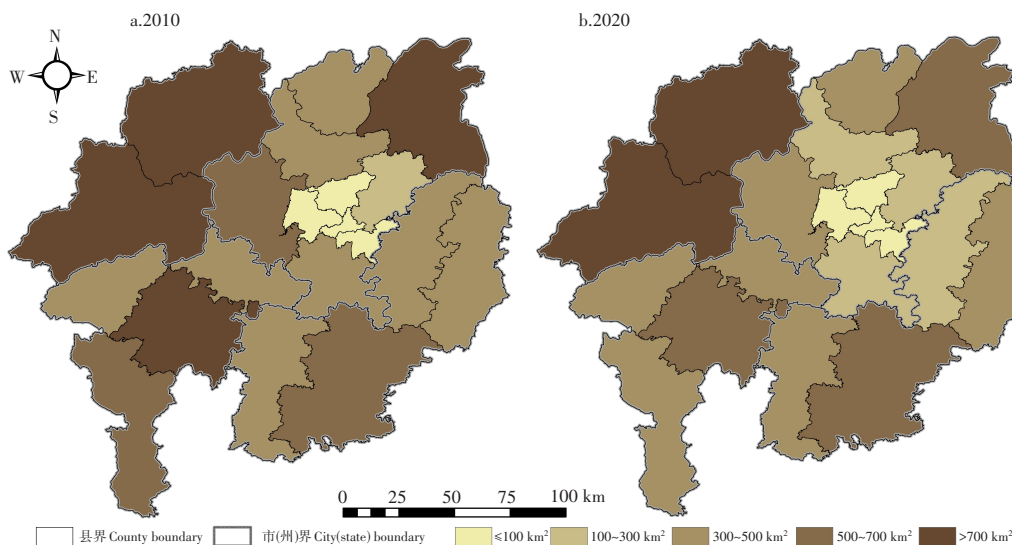 a.2010
b.2020
N
W E
S
0 25 50 75 100 km
县界 County boundary 市(州)界 City(state) boundary ≤100 km² 100~300 km² 300~500 km² 500~700 km² >700 km²